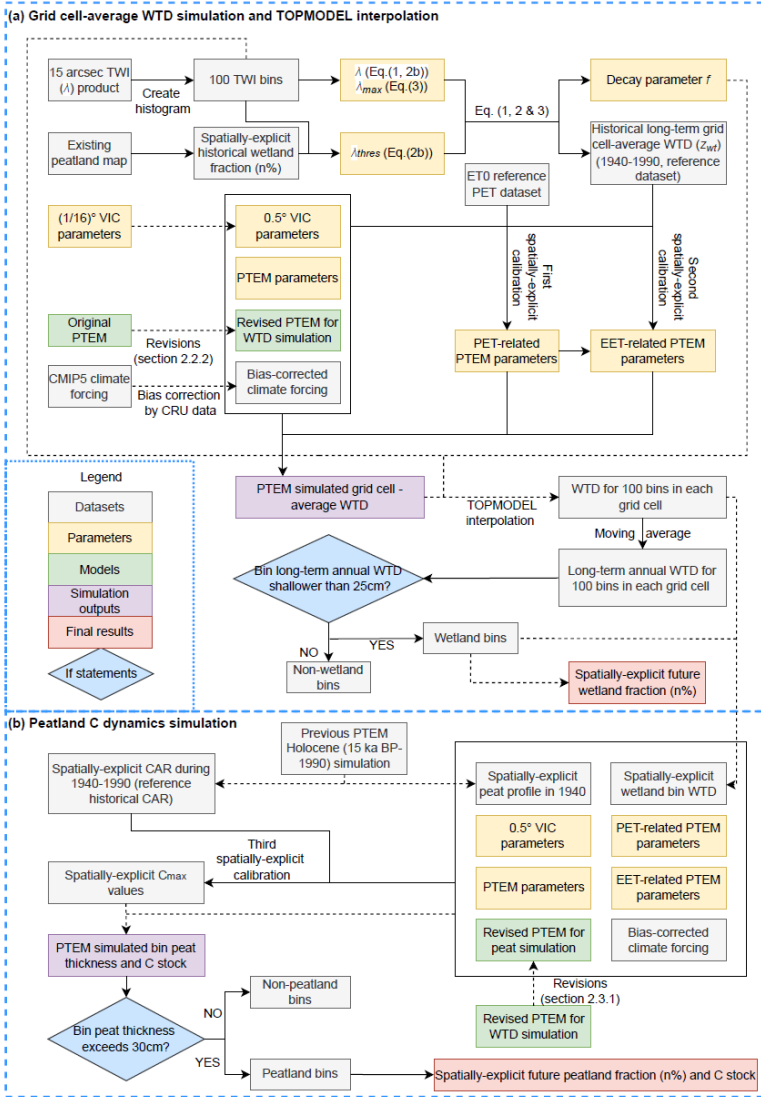 (a) Grid cell-average WTD simulation and TOPMODEL interpolation
15 arcsec TWI
(λ) product
Create
histogram
100 TWI bins
λ (Eq.(1, 2b))
λmax (Eq.(3))
Eq. (1, 2 & 3)
Decay parameter f
Existing
peatland map
Spatially-explicit
historical wetland
fraction (n%)
λthres (Eq.(2b))
Historical long-term grid
cell-average WTD (zwt)
(1940-1990, reference
dataset)
ET0 reference
PET dataset
(1/16)° VIC
parameters
0.5° VIC
parameters
PTEM parameters
First
spatially-explicit
calibration
Second
spatially-explicit
calibration
Original
PTEM
Revisions
(section 2.2.2)
Revised PTEM for
WTD simulation
PET-related
PTEM parameters
EET-related PTEM
parameters
CMIP5 climate
forcing
Bias correction
by CRU data
Bias-corrected
climate forcing
Legend
Datasets
Parameters
Models
Simulation
outputs
Final results
If statements
PTEM simulated grid cell -
average WTD
TOPMODEL
interpolation
WTD for 100 bins in each
grid cell
Moving average
Long-term annual WTD for
100 bins in each grid cell
Bin long-term annual WTD
shallower than 25cm?
NO
YES
Wetland bins
Non-wetland
bins
Spatially-explicit future
wetland fraction (n%)
(b) Peatland C dynamics simulation
Previous PTEM
Holocene (15 ka BP-
1990) simulation
Spatially-explicit CAR during
1940-1990 (reference
historical CAR)
Spatially-explicit
peat profile in 1940
Spatially-explicit
wetland bin WTD
0.5° VIC
parameters
PET-related PTEM
parameters
Third
spatially-explicit
calibration
Spatially-explicit Cmax
values
PTEM parameters
EET-related PTEM
parameters
Revised PTEM for
peat simulation
Bias-corrected
climate forcing
PTEM simulated bin peat
thickness and C stock
Revisions
(section 2.3.1)
Revised PTEM for
WTD simulation
Bin peat thickness
exceeds 30cm?
NO
Non-peatland
bins
YES
Peatland bins
Spatially-explicit future peatland fraction (n%) and C stock